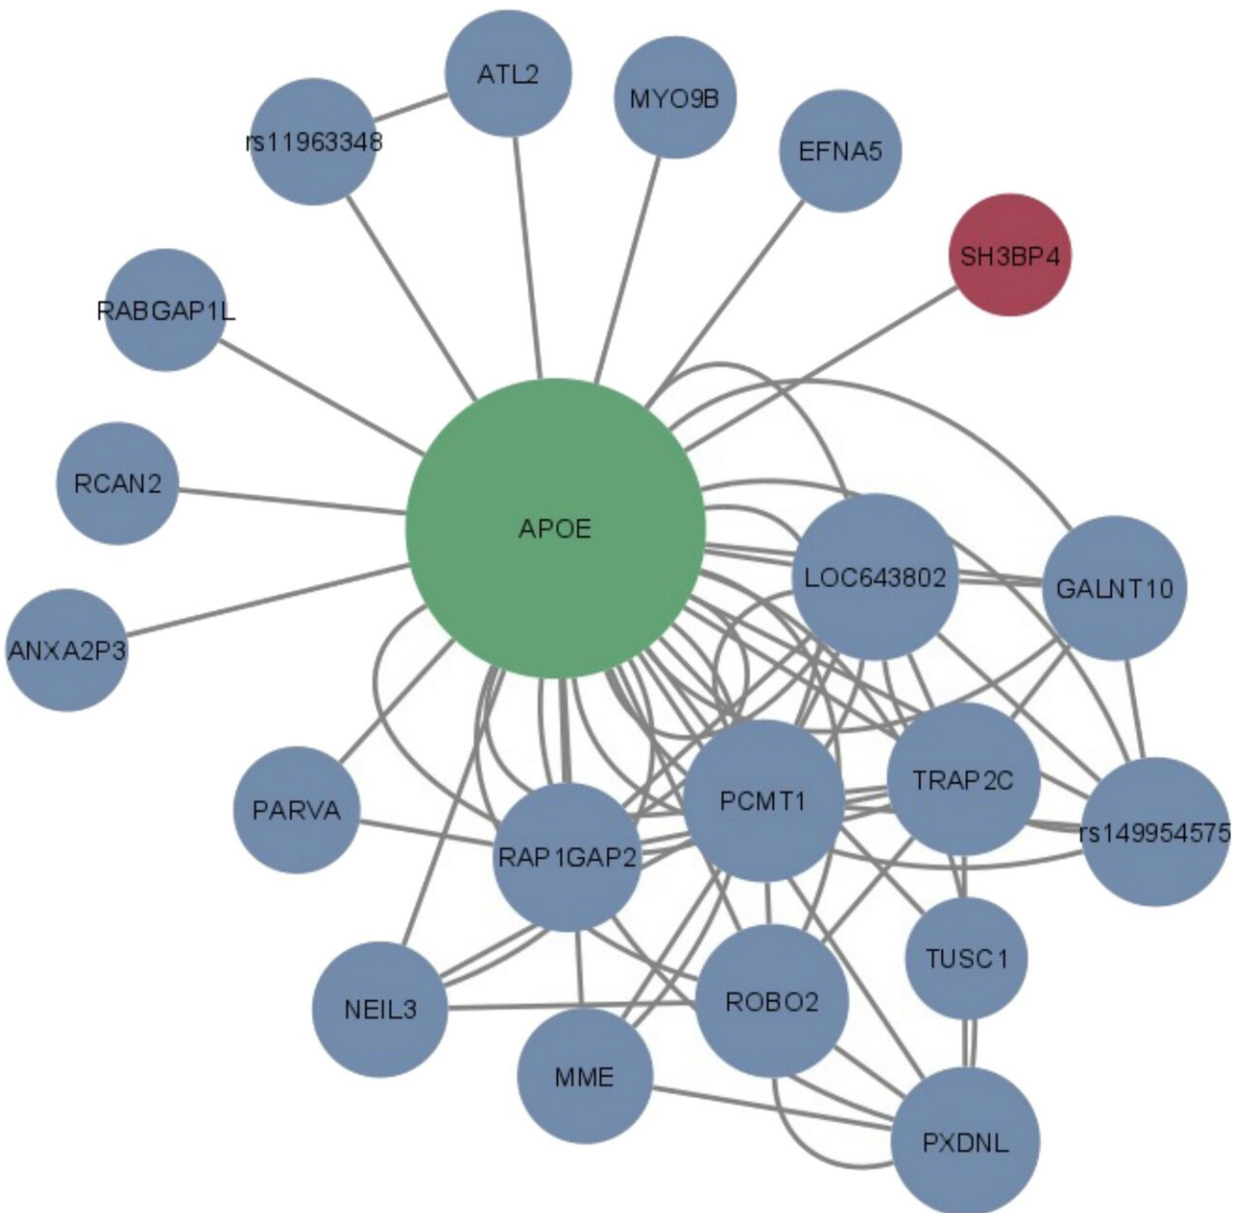 ATL2
MYO9B
rs11963348
EFNA5
SH3BP4
RABGAP1L
RCAN2
APOE
LOC643802
GALNT10
ANXA2P3
TRAP2C
PCMT1
PARVA
rs149954575
RAP1GAP2
TUSC1
ROBO2
NEIL3
MME
PXDNL